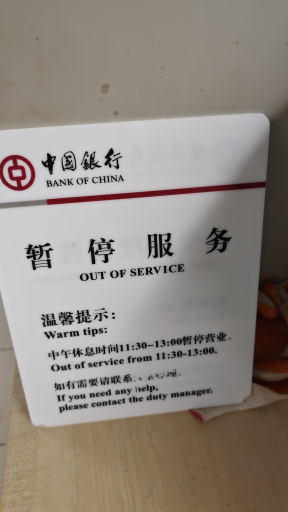 中国银行
BANK OF CHINA
暂停服务
OUT OF SERVICE
温馨提示：
Warm tips:
中午休息时间11:30-13:00暂停营业。
Out of service from 11:30-13:00.
如有需要请联系
If you need any help,
please contact the duty manager.